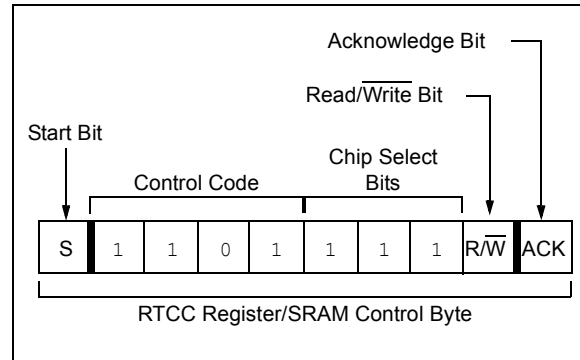 Acknowledge Bit
Read/Write Bit
Start Bit
Chip Select
Control Code Bits
S 1 1 0 1 1 1 1 R/W ACK
RTCC Register/SRAM Control Byte